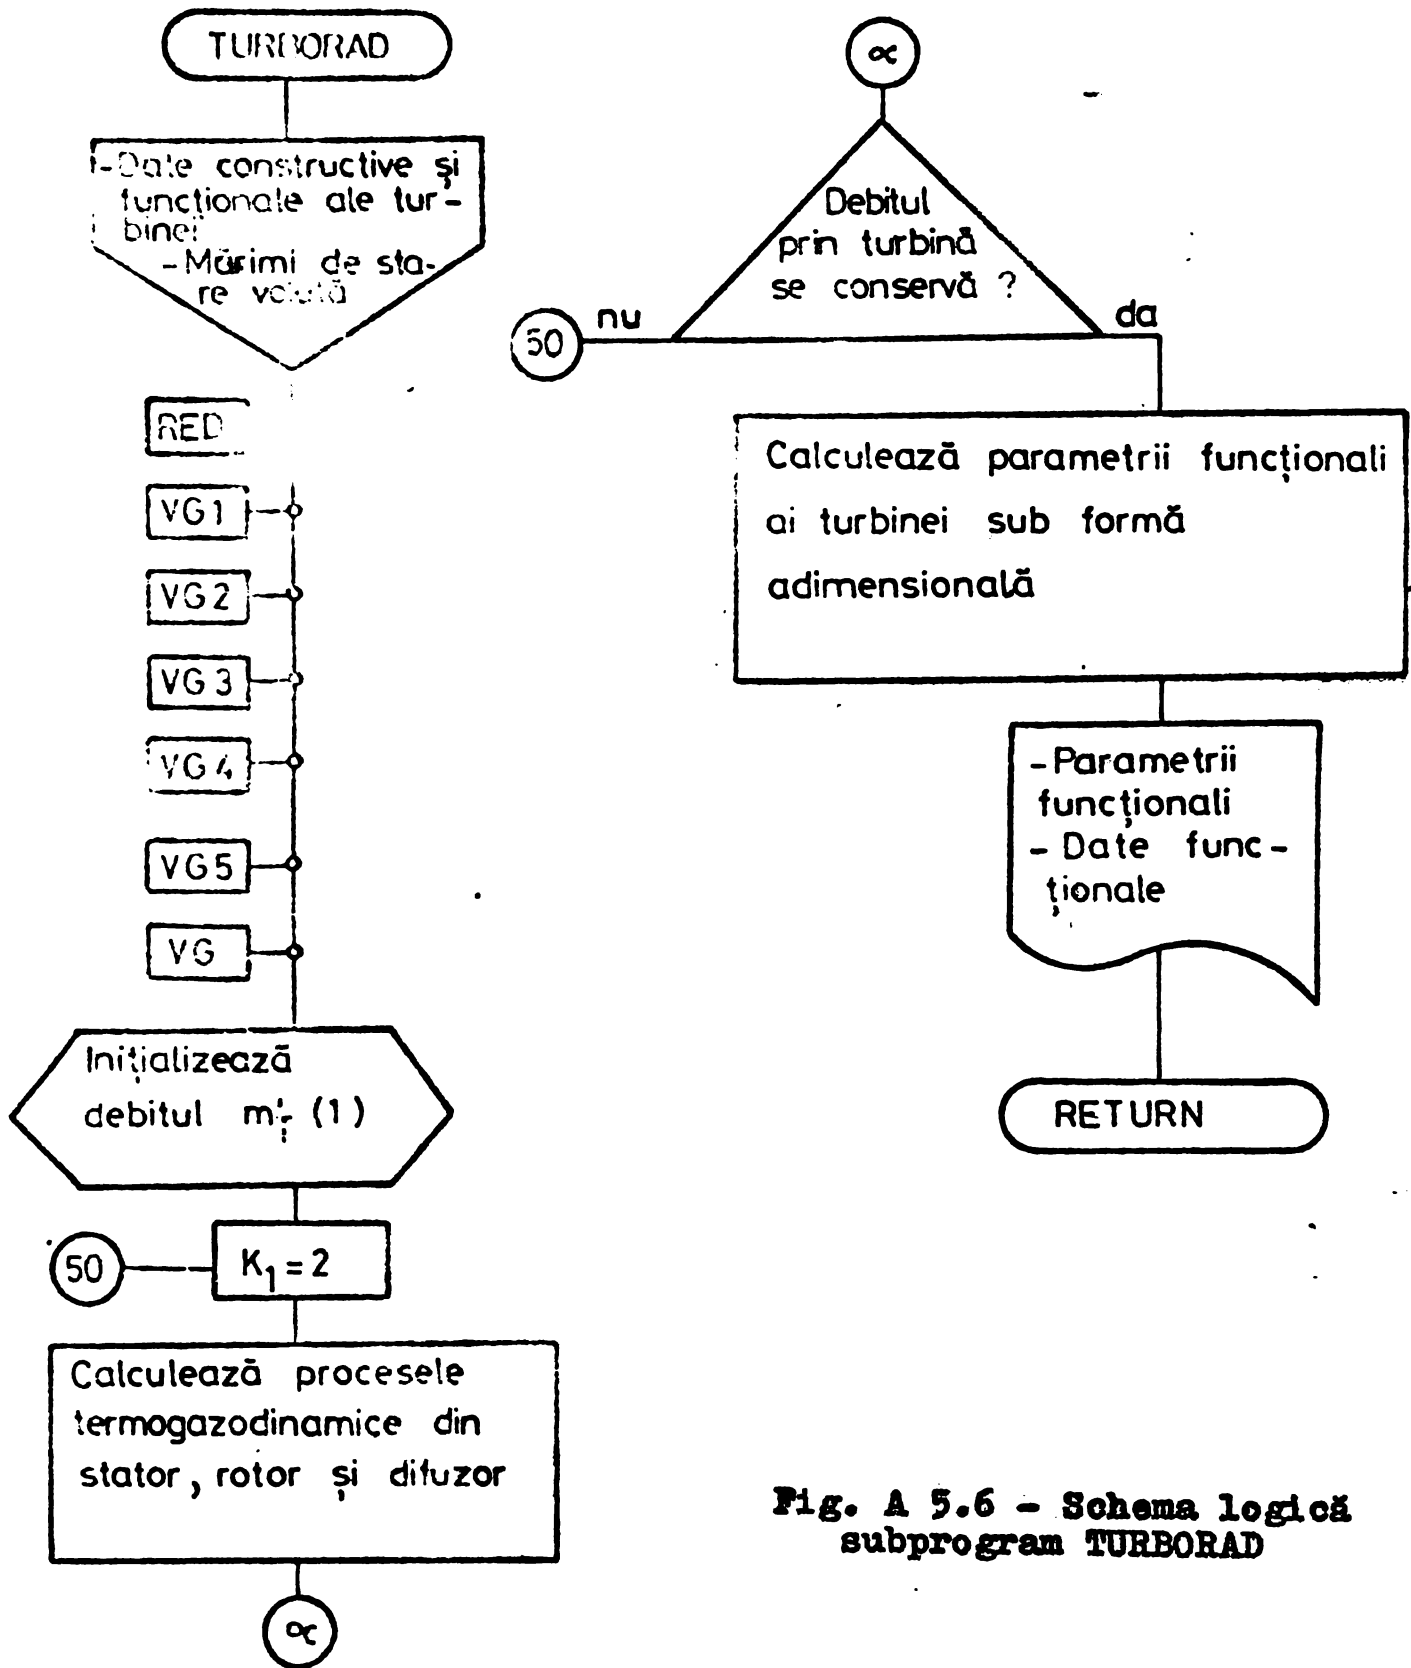 TURBORAD
-Date constructive și
funcționale ale tur-
binei
-Mărimi de sta-
re volută
RED
VG1
VG2
VG3
VG4
VG5
VG
Inițializează
debitul (1)
50
K₁ = 2
Calculează procesele
termogazodinamice din
stator, rotor și difuzor
∝
∝
Debitul
prin turbină
se conservă ?
nu
da
50
Calculează parametrii funcționali
ai turbinei sub formă
adimensională
-Parametrii
funcționali
- Date func-
ționale
RETURN
Fig. A 5.6 - Schema logică
subprogram TURBORAD